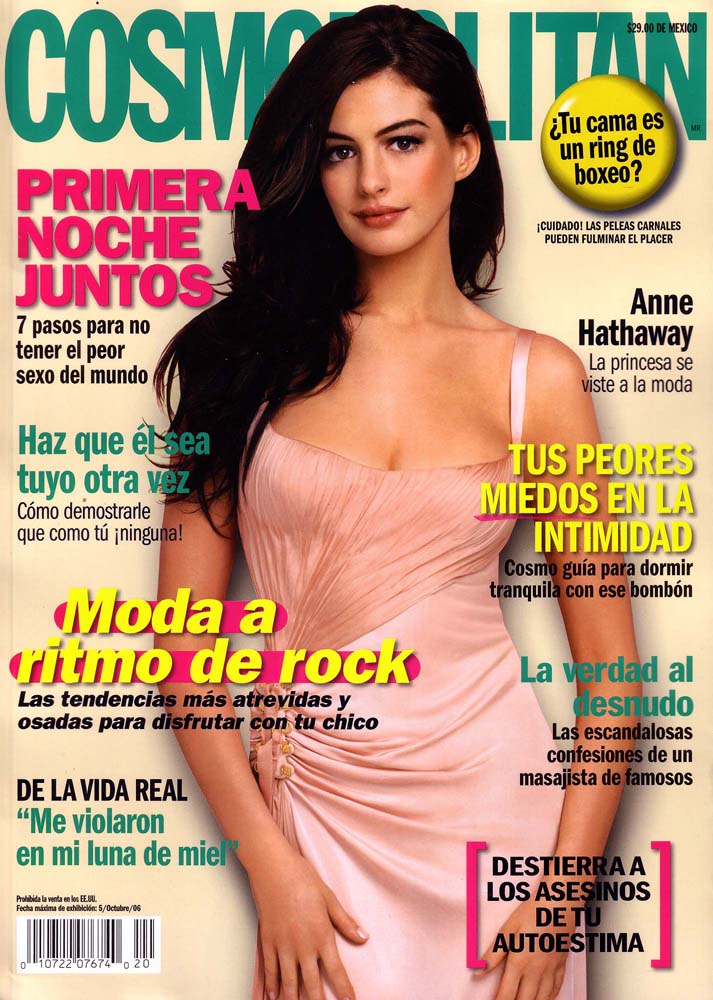 COSMOPOLITAN
$29.00 DE MEXICO
MR
¿Tu cama es
un ring de
boxeo?
¡CUIDADO! LAS PELEAS CARNALES
PUEDEN FULMINAR EL PLACER
PRIMERA
NOCHE
JUNTOS
7 pasos para no
tener el peor
sexo del mundo
Anne
Hathaway
La princesa se
viste a la moda
Haz que él sea
tuyo otra vez
Cómo demostrarle
que como tú ¡ninguna!
TUS PEORES
MIEDOS EN LA
INTIMIDAD
Cosmo guía para dormir
tranquila con ese bombón
Moda a
ritmo de rock
Las tendencias más atrevidas y
osadas para disfrutar con tu chico
La verdad al
desnudo
Las escandalosas
confesiones de un
masajista de famosos
DE LA VIDA REAL
“Me violaron
en mi luna de miel”
DESTIERRA A
LOS ASESINOS
DE TU
AUTOESTIMA
Prohibida la venta en los EE.UU.
Fecha máxima de exhibición: 5/Octubre/06
0 10722 07674 0 20